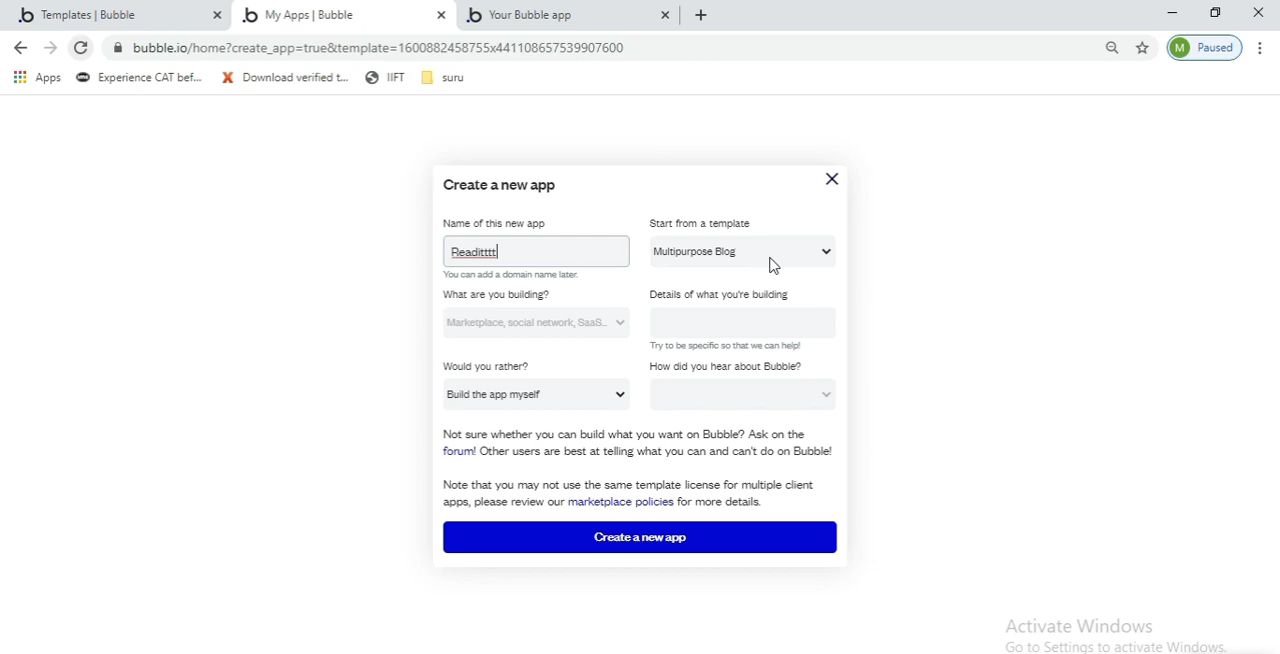 Templates | Bubble
My Apps | Bubble
Your Bubble app
bubble.io/home?create_app=true&template=1600882458755x441108657539907600
M Paused
Apps
Experience CAT bef...
Download verified t...
IIFT
suru
Create a new app
Name of this new app
Start from a template
Readitttt
Multipurpose Blog
You can add a domain name later.
What are you building?
Details of what you're building
Marketplace, social network, SaaS...
Try to be specific so that we can help!
Would you rather?
How did you hear about Bubble?
Build the app myself
Not sure whether you can build what you want on Bubble? Ask on the
forum! Other users are best at telling what you can and can't do on Bubble!
Note that you may not use the same template license for multiple client
apps, please review our marketplace policies for more details.
Create a new app
Activate Windows
Go to Settings to activate Windows.